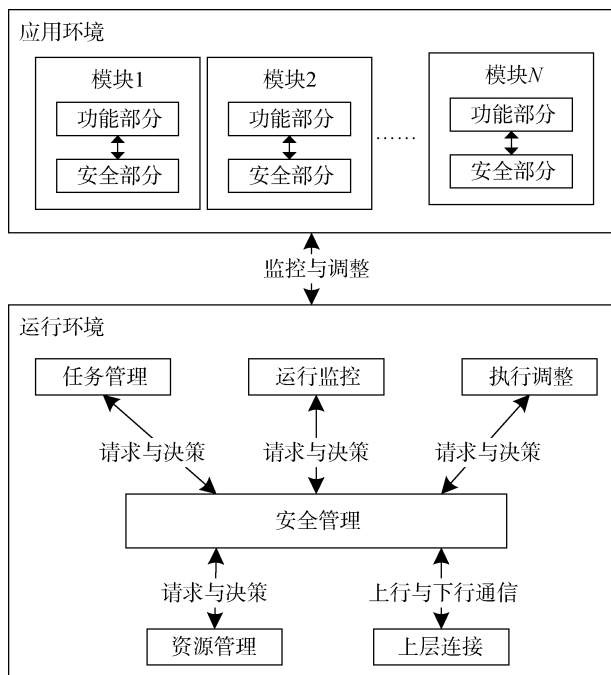 应用环境
模块1 模块2 模块N
功能部分 功能部分 功能部分
……
安全部分 安全部分 安全部分
监控与调整
运行环境
任务管理 运行监控 执行调整
请求与决策 请求与决策 请求与决策
安全管理
请求与决策 上行与下行通信
资源管理 上层连接